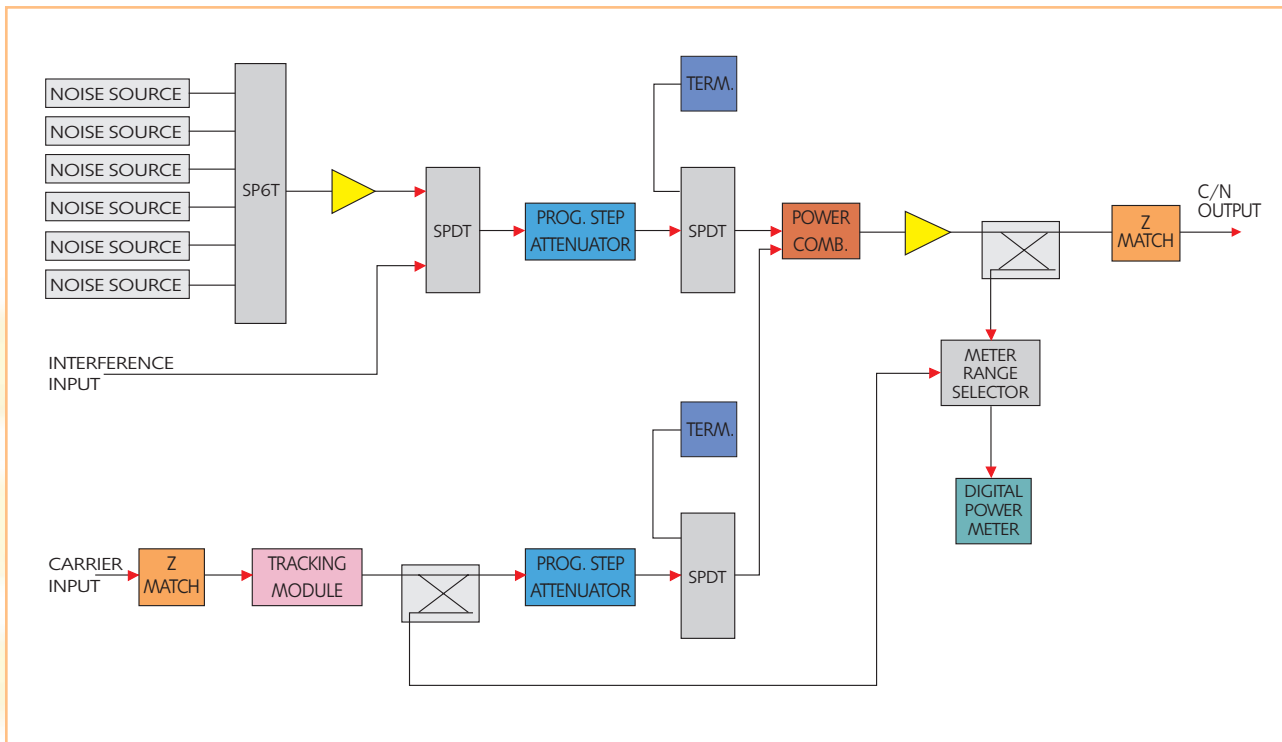 NOISE SOURCE
NOISE SOURCE
NOISE SOURCE
NOISE SOURCE
NOISE SOURCE
NOISE SOURCE
SP6T
INTERFERENCE
INPUT
SPDT
PROG. STEP
ATTENUATOR
TERM.
SPDT
POWER
COMB.
Z
MATCH
C/N
OUTPUT
METER
RANGE
SELECTOR
DIGITAL
POWER
METER
CARRIER
INPUT
Z
MATCH
TRACKING
MODULE
PROG. STEP
ATTENUATOR
TERM.
SPDT